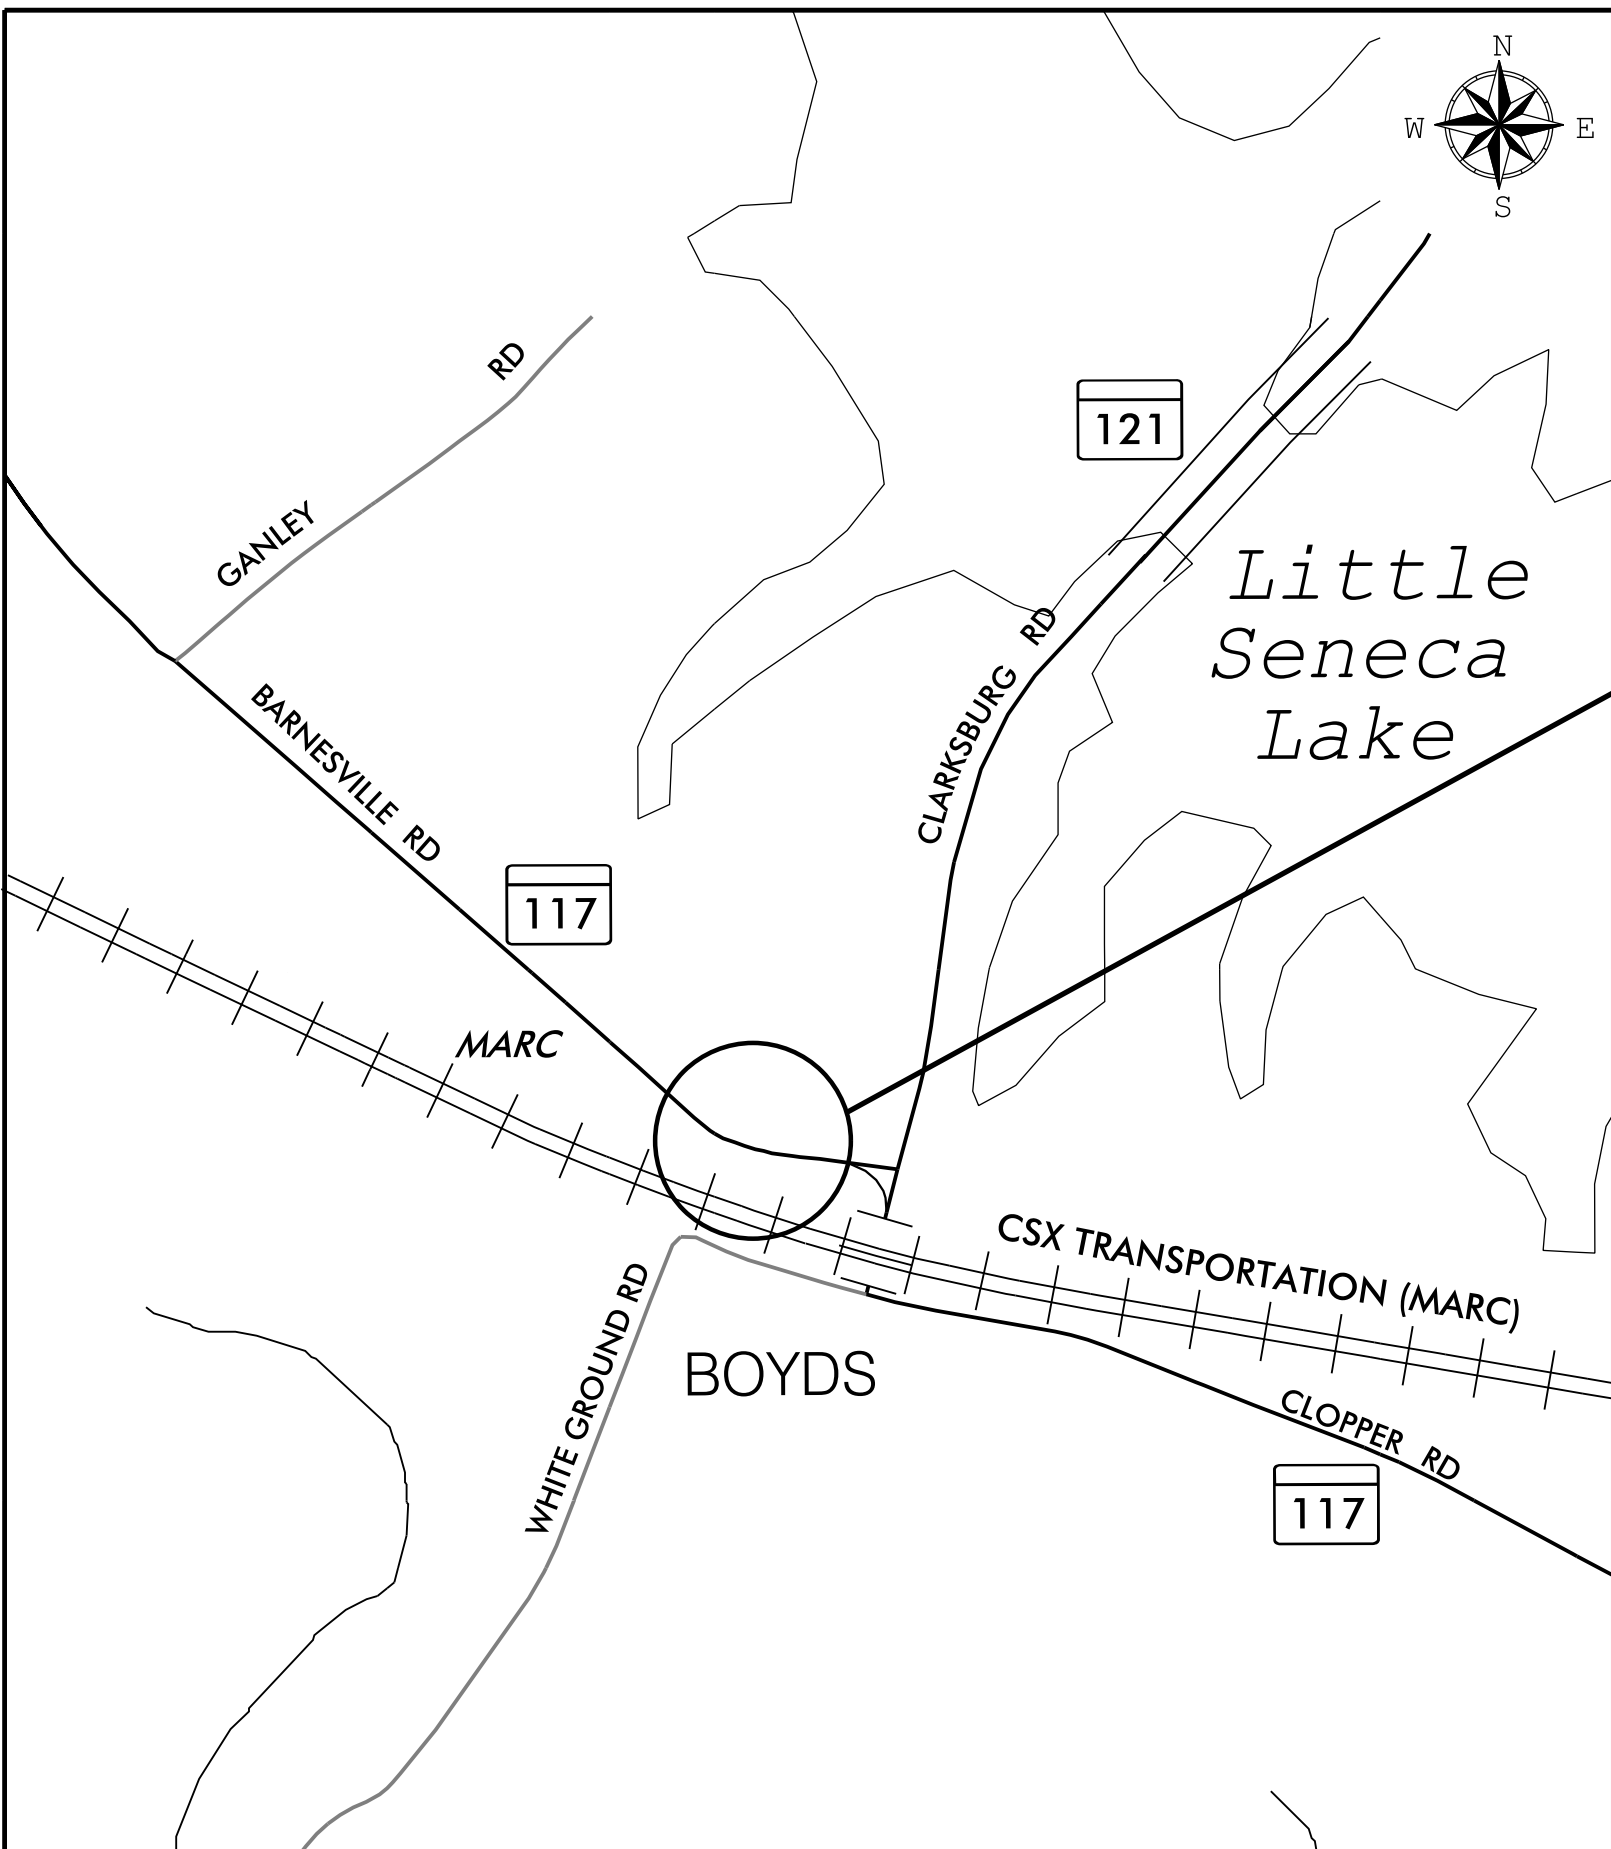 N
W E
S
RD
121
GANLEY
Little
Seneca
Lake
CLARKSBURG RD
BARNESVILLE RD
117
MARC
CSX TRANSPORTATION (MARC)
WHITE GROUND RD
BOYDS
CLOPPER RD
117